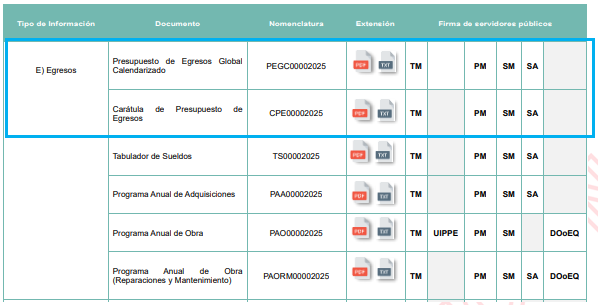 Tipo de Información Documento Nomenclatura Extensión Firma de servidores públicos
E) Egresos
Presupuesto de Egresos Global
Calendarizado
PEGC00002025 PDF TXT TM PM SM SA
Carátula de Presupuesto de
Egresos
CPE00002025 PDF TXT TM PM SM SA
Tabulador de Sueldos TS00002025 PDF TXT TM PM SM SA
Programa Anual de Adquisiciones PAA00002025 PDF TXT TM PM SM SA
Programa Anual de Obra PAO00002025 PDF TXT TM UIPPE PM SM DOoEQ
Programa Anual de Obra
(Reparaciones y Mantenimiento)
PAORM00002025 PDF TXT TM PM SM SA DOoEQ